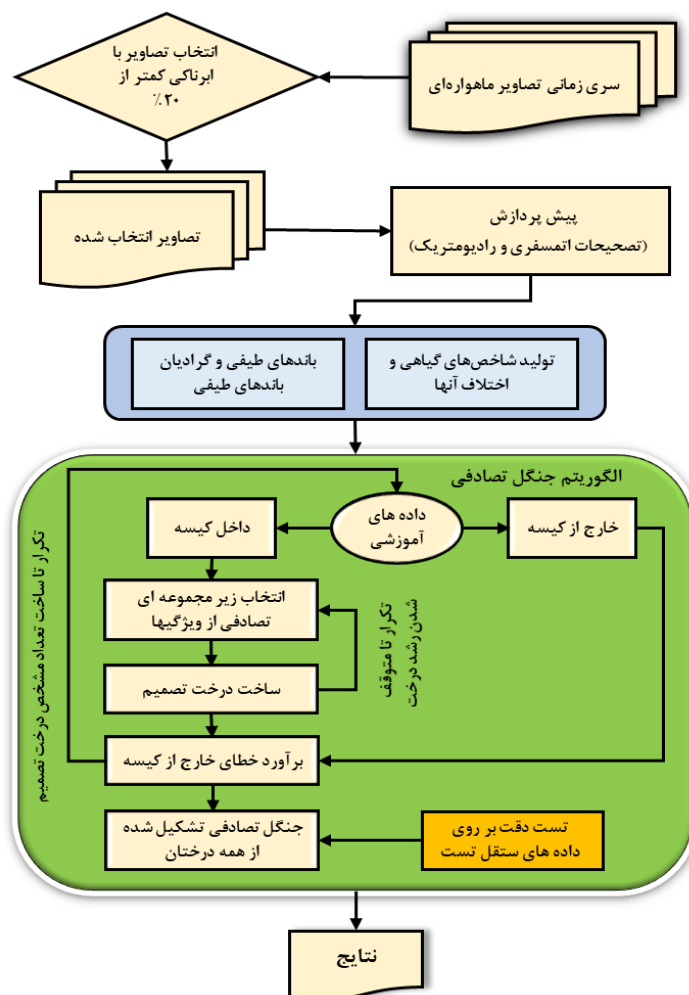 سری زمانی تصاویر ماهواره‌ای
انتخاب تصاویر با
ابرناکی کمتر از
۲۰٪
تصاویر انتخاب شده
پیش پردازش
(تصحیحات اتمسفری و رادیومتریک)
تولید شاخص‌های گیاهی و
اختلاف آنها
باندهای طیفی و گرادیان
باندهای طیفی
الگوریتم جنگل تصادفی
داده های
آموزشی
خارج از کیسه
داخل کیسه
انتخاب زیر مجموعه ای
تصادفی از ویژگیها
تکرار تا متوقف
شدن رشد درخت
ساخت درخت تصمیم
تکرار تا ساخت تعداد مشخص درخت تصمیم
برآورد خطای خارج از کیسه
جنگل تصادفی تشکیل شده
از همه درختان
تست دقت بر روی
داده های ستقل تست
نتایج